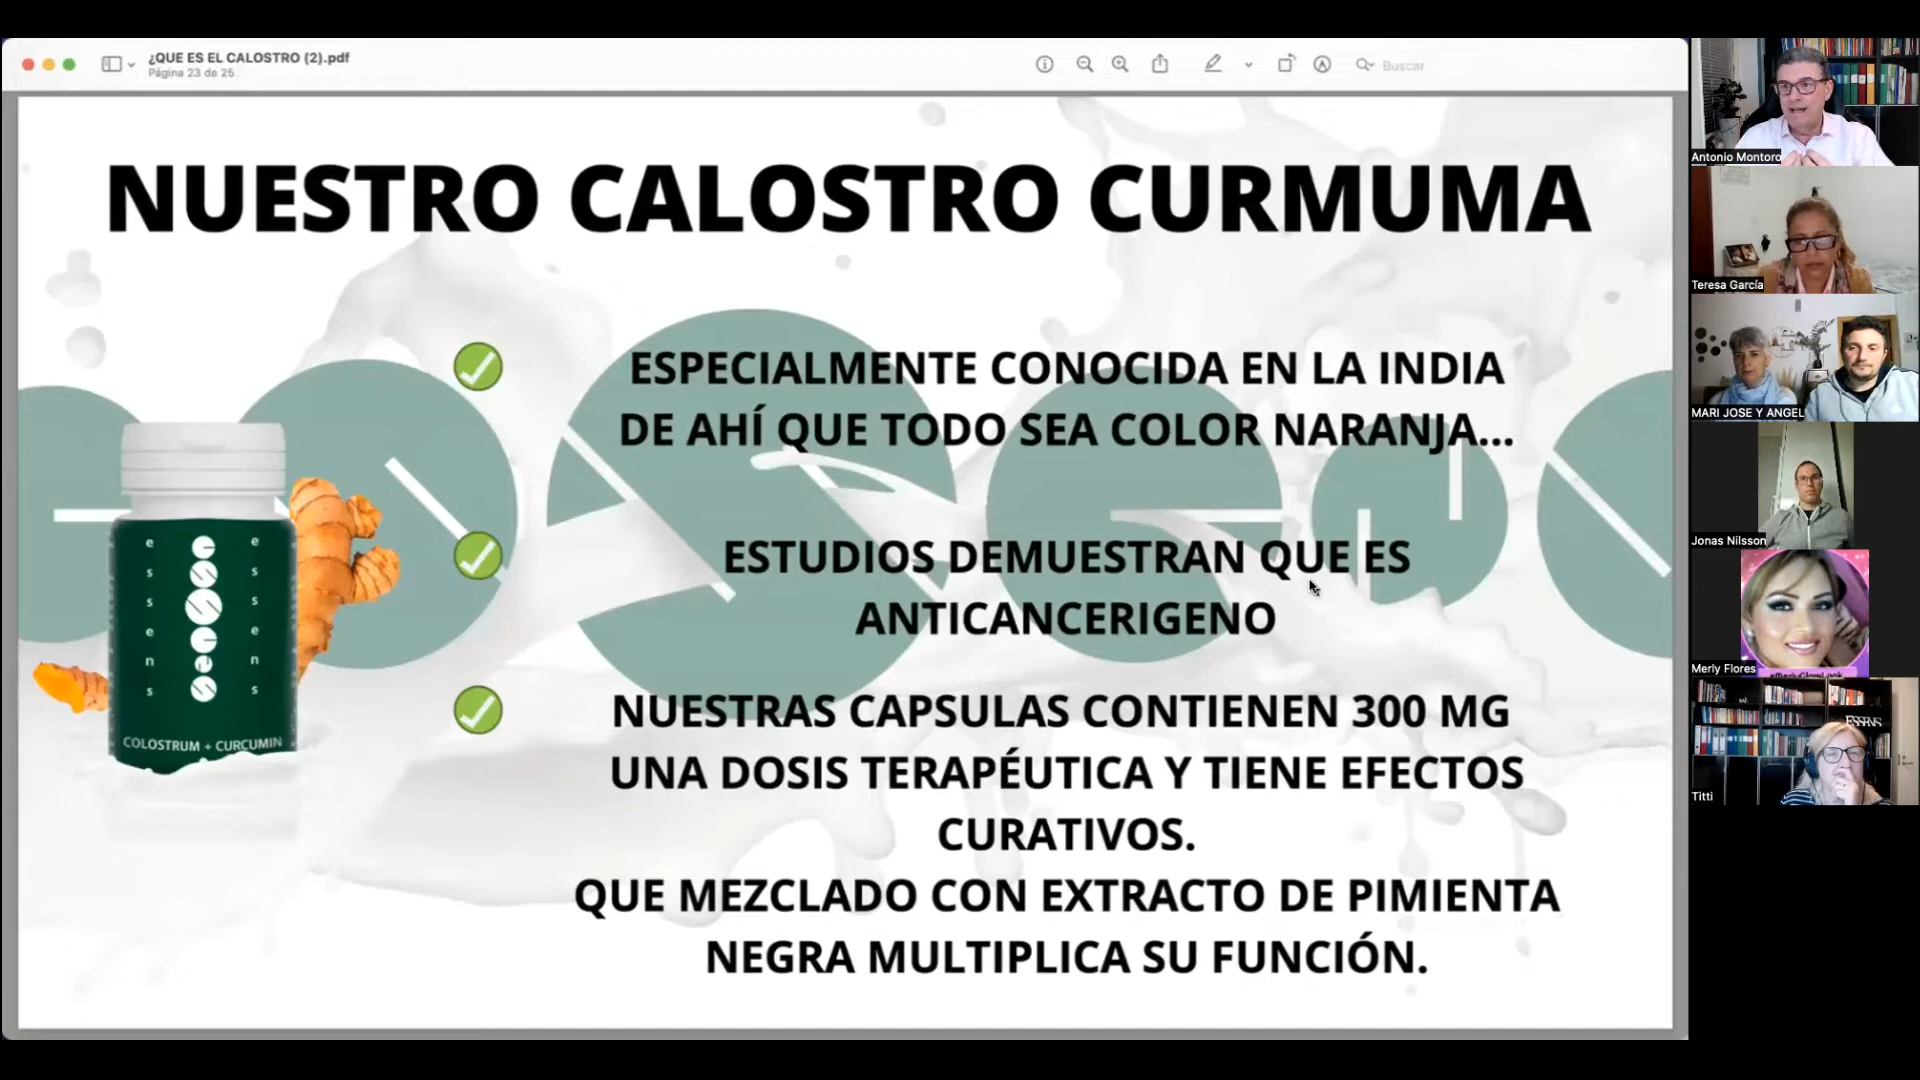 ¿QUE ES EL CALOSTRO (2).pdf
Página 23 de 25
Buscar
NUESTRO CALOSTRO CURMUMA
ESPECIALMENTE CONOCIDA EN LA INDIA
DE AHÍ QUE TODO SEA COLOR NARANJA...
ESTUDIOS DEMUESTRAN QUE ES
ANTICANCERIGENO
NUESTRAS CAPSULAS CONTIENEN 300 MG
UNA DOSIS TERAPÉUTICA Y TIENE EFECTOS
CURATIVOS.
QUE MEZCLADO CON EXTRACTO DE PIMIENTA
NEGRA MULTIPLICA SU FUNCIÓN.
essens
essens
COLOSTRUM + CURCUMIN
Antonio Montoro
Teresa García
MARI JOSE Y ANGEL
Jonas Nilsson
Merly Flores
ESSENS
Titti